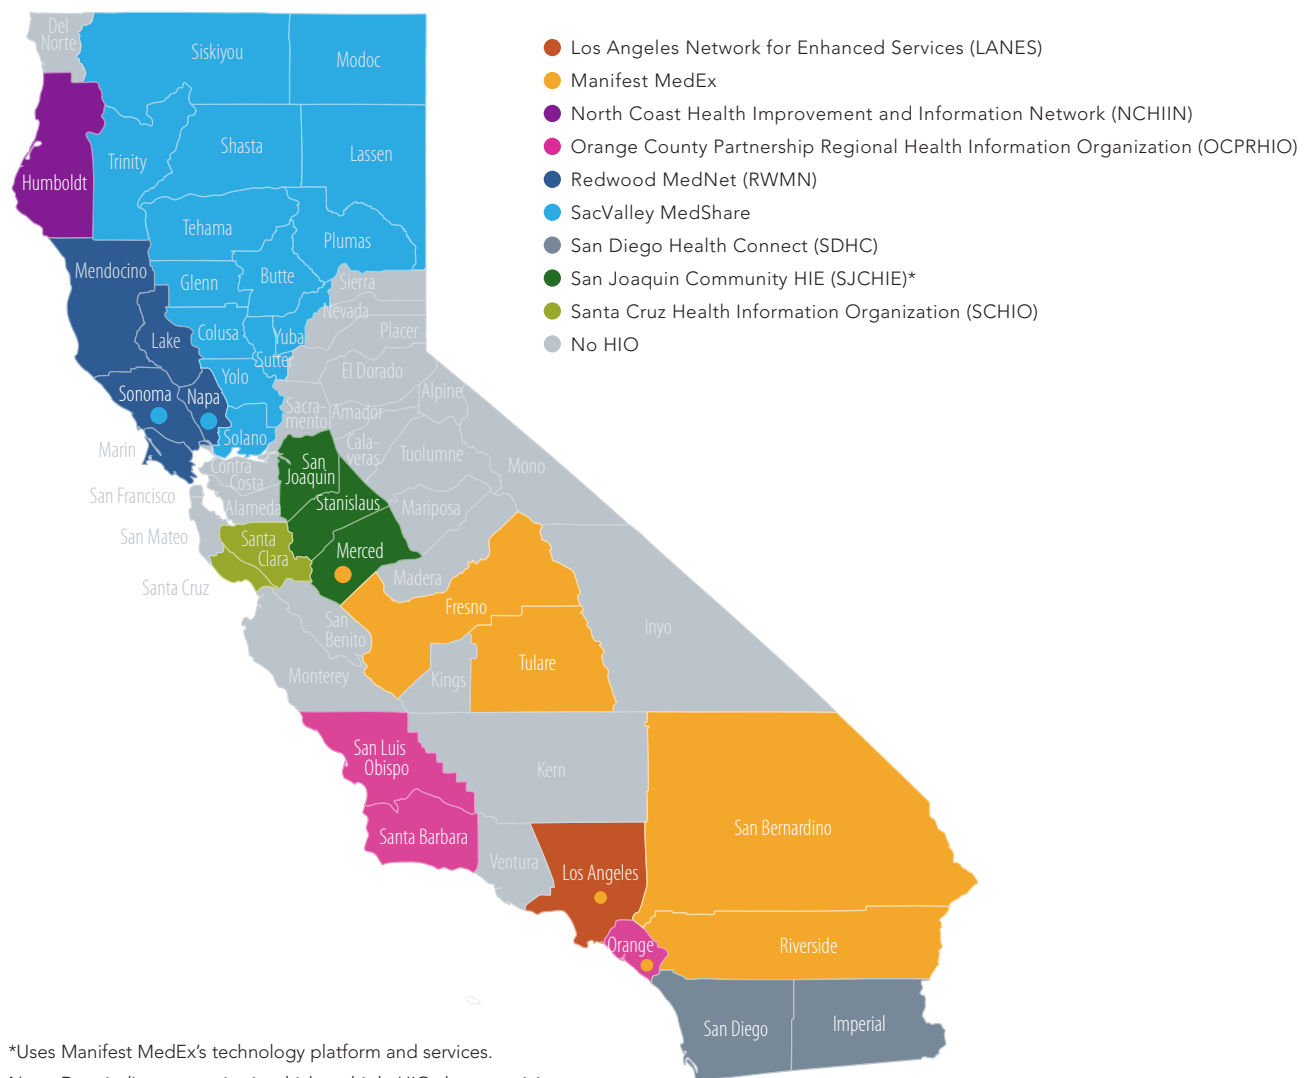 Los Angeles Network for Enhanced Services (LANES)
Manifest MedEx
North Coast Health Improvement and Information Network (NCHIIN)
Orange County Partnership Regional Health Information Organization (OCPRHIO)
Redwood MedNet (RWMN)
SacValley MedShare
San Diego Health Connect (SDHC)
San Joaquin Community HIE (SJCHIE)*
Santa Cruz Health Information Organization (SCHIO)
No HIO
Del
Norte
Siskiyou
Modoc
Humboldt
Trinity
Shasta
Lassen
Tehama
Plumas
Mendocino
Glenn
Butte
Sierra
Nevada
Placer
Lake
Colusa
Yuba
Sutter
El Dorado
Yolo
Alpine
Sonoma
Napa
Sacra-
mento
Amador
Solano
Marin
Cala-
veras
Tuolumne
Mono
Contra
Costa
San
Joaquin
San Francisco
Alameda
Stanislaus
Mariposa
San Mateo
Santa
Clara
Merced
Santa Cruz
Madera
Fresno
San
Benito
Inyo
Monterey
Kings
Tulare
San Luis
Obispo
Kern
Santa Barbara
San Bernardino
Ventura
Los Angeles
Orange
Riverside
San Diego
Imperial
*Uses Manifest MedEx’s technology platform and services.